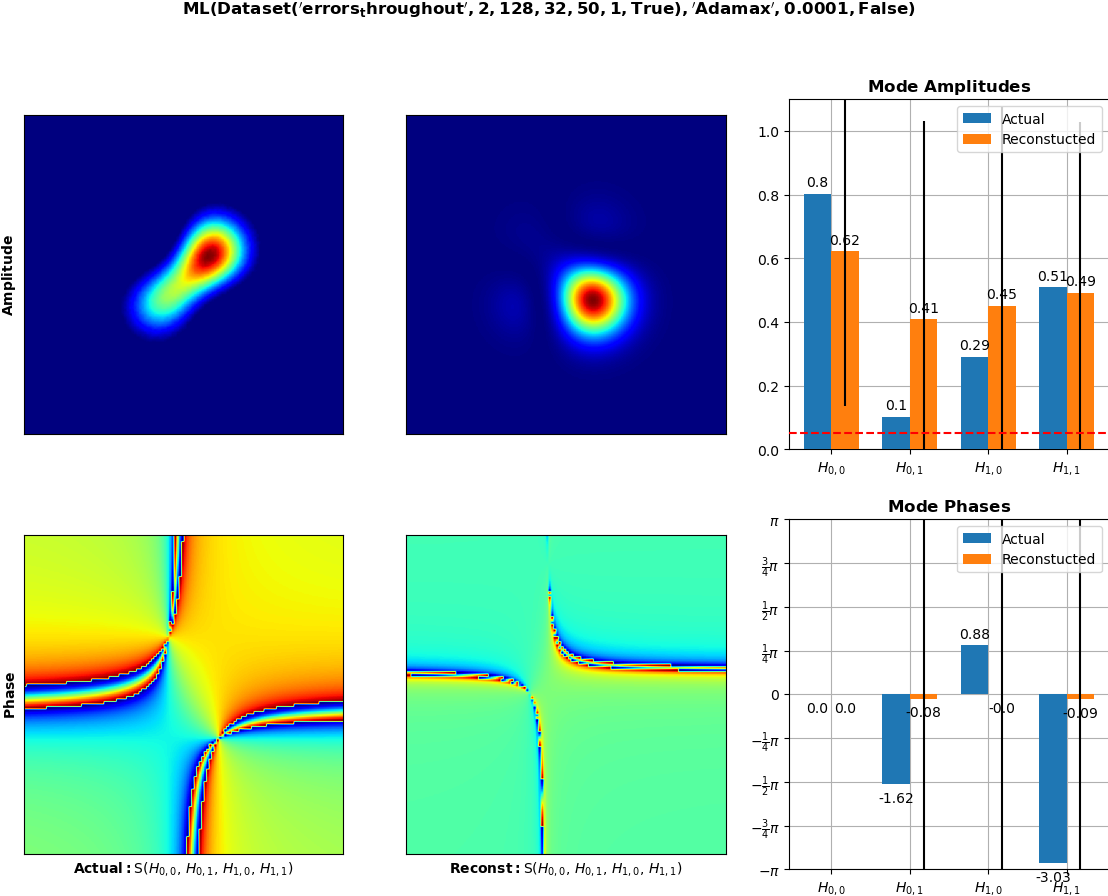 ML(Dataset('errors_throughout', 2, 128, 32, 50, 1, True), 'Adamax', 0.0001, False)
Amplitude
Mode Amplitudes
Actual
Reconstucted
1.0
0.8
0.6
0.4
0.2
0.0
0.8
0.62
0.1
0.41
0.29
0.45
0.51
0.49
H0,0
H0,1
H1,0
H1,1
Phase
Actual: S(H0,0, H0,1, H1,0, H1,1)
Reconst: S(H0,0, H0,1, H1,0, H1,1)
Mode Phases
Actual
Reconstucted
π
3/4π
1/2π
1/4π
0
−1/4π
−1/2π
−3/4π
−π
0.0
0.0
-1.62
-0.08
0.88
-0.0
-3.03
-0.09
H0,0
H0,1
H1,0
H1,1